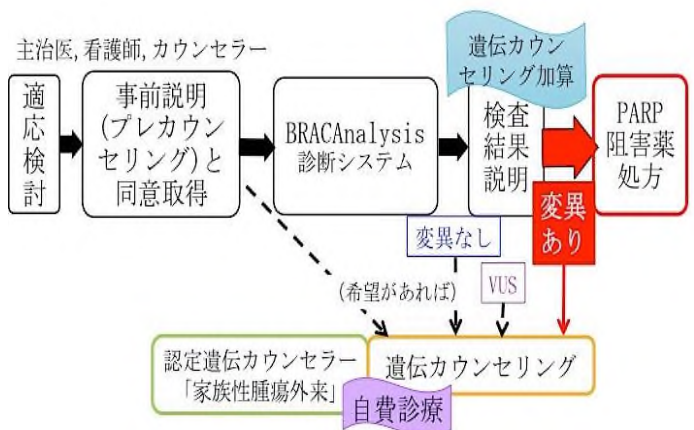 主治医, 看護師, カウンセラー
適
応
検
討
事前説明
(プレカウン
セリング)と
同意取得
BRACAnalysis
診断システム
遺伝カウン
セリング加算
検査
結果
説明
PARP
阻害薬
処方
変異
あり
変異なし
VUS
(希望があれば)
認定遺伝カウンセラー
「家族性腫瘍外来」
遺伝カウンセリング
自費診療